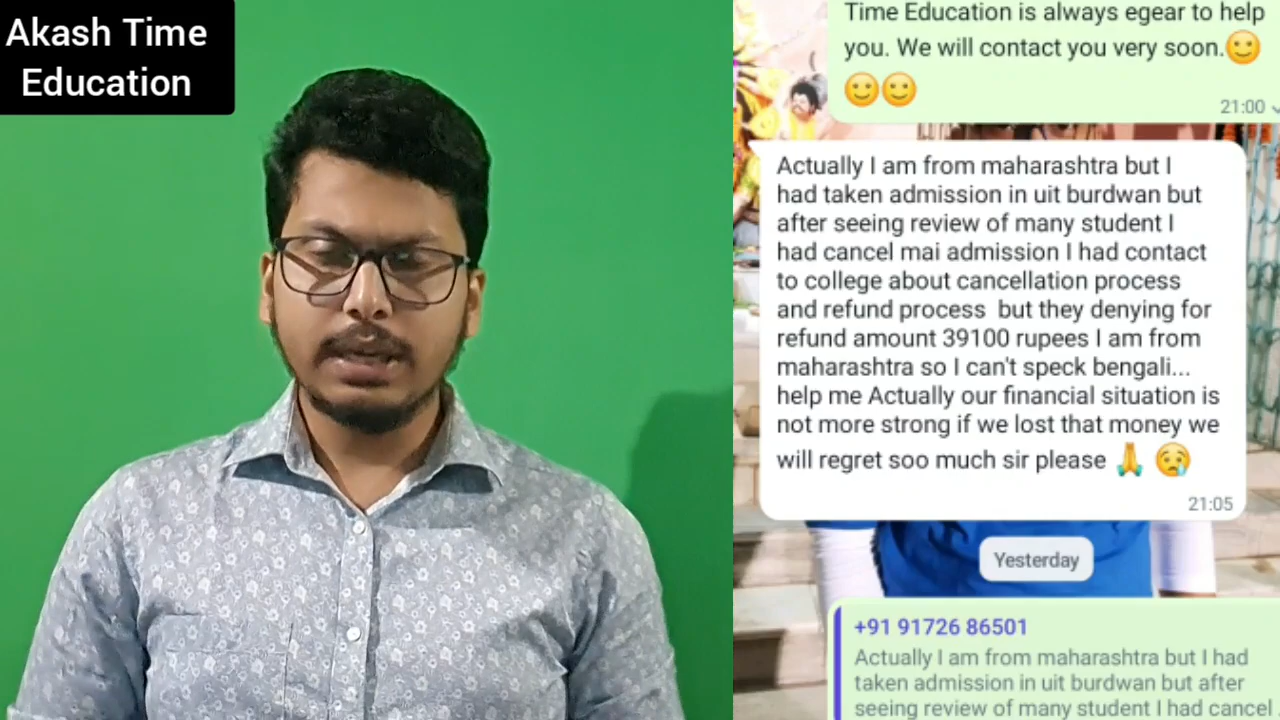 Akash Time
Education
Time Education is always egear to help
you. We will contact you very soon.🙂
🙂🙂
21:00
Actually I am from maharashtra but I
had taken admission in uit burdwan but
after seeing review of many student I
had cancel mai admission I had contact
to college about cancellation process
and refund process but they denying for
refund amount 39100 rupees I am from
maharashtra so I can't speck bengali...
help me Actually our financial situation is
not more strong if we lost that money we
will regret soo much sir please 🙏 😢
21:05
Yesterday
+91 91726 86501
Actually I am from maharashtra but I had
taken admission in uit burdwan but after
seeing review of many student I had cancel